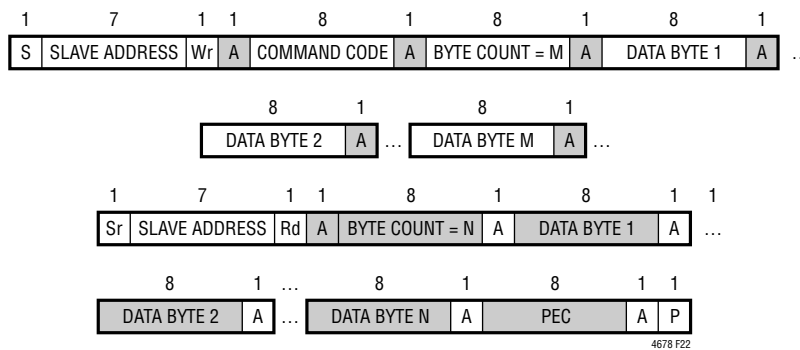 1 7 1 1 8 1 8 1 8 1
S SLAVE ADDRESS Wr A COMMAND CODE A BYTE COUNT = M A DATA BYTE 1 A …
8 1 8 1
DATA BYTE 2 A … DATA BYTE M A …
1 7 1 1 8 1 8 1 1
Sr SLAVE ADDRESS Rd A BYTE COUNT = N A DATA BYTE 1 A …
8 1 … 8 1 8 1 1
DATA BYTE 2 A … DATA BYTE N A PEC A P
4678 F22